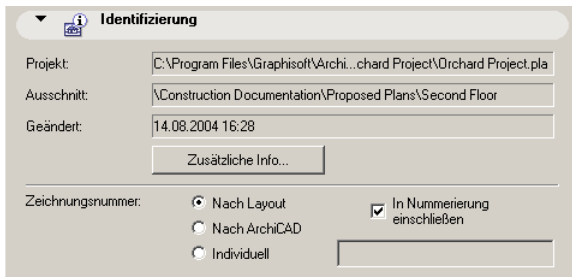 Identifizierung
Projekt: C:\Program Files\Graphisoft\Archi...chard Project\Orchard Project.pla
Ausschnitt: \Construction Documentation\Proposed Plans\Second Floor
Geändert: 14.08.2004 16:28
Zusätzliche Info...
Zeichnungsnummer: Nach Layout
In Nummerierung
einschließen
Nach ArchiCAD
Individuell